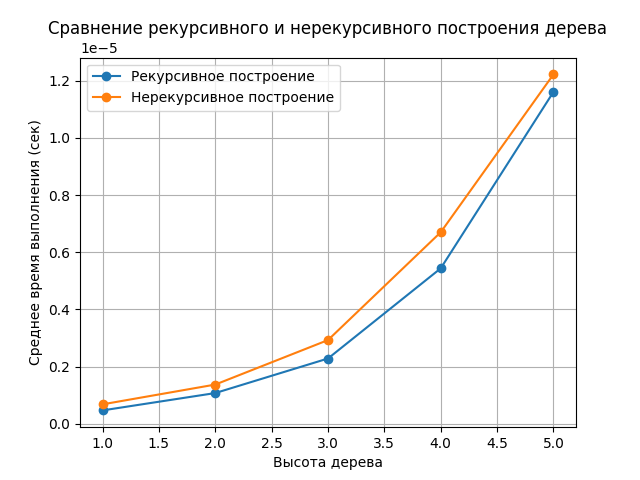 Сравнение рекурсивного и нерекурсивного построения дерева
1e−5
Рекурсивное построение
Нерекурсивное построение
Среднее время выполнения (сек)
1.2
1.0
0.8
0.6
0.4
0.2
0.0
1.0 1.5 2.0 2.5 3.0 3.5 4.0 4.5 5.0
Высота дерева